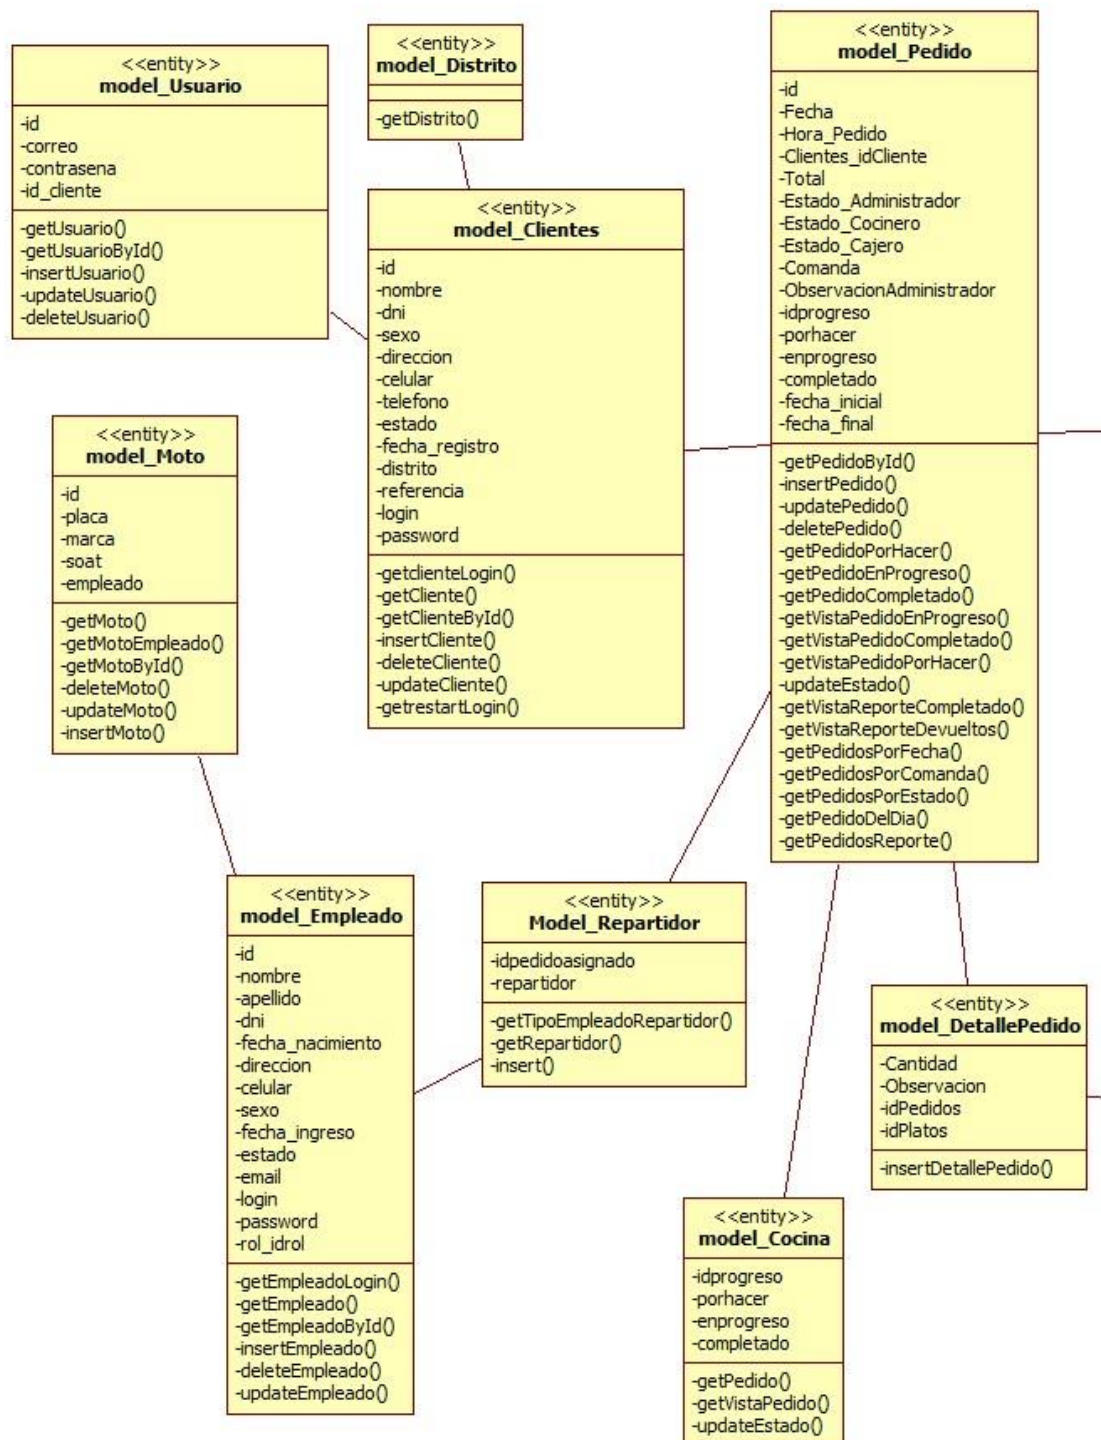 <<entity>>
model_Usuario
-id
-correo
-contrasena
-id_cliente
-getUsuario()
-getUsuarioById()
-insertUsuario()
-updateUsuario()
-deleteUsuario()
<<entity>>
model_Distrito
-getDistrito()
<<entity>>
model_Pedido
-id
-Fecha
-Hora_Pedido
-Clientes_idCliente
-Total
-Estado_Administrador
-Estado_Cocinero
-Estado_Cajero
-Comanda
-ObservacionAdministrador
-idprogreso
-porhacer
-enprogreso
-completado
-fecha_inicial
-fecha_final
-getPedidoById()
-insertPedido()
-updatePedido()
-deletePedido()
-getPedidoPorHacer()
-getPedidoEnProgreso()
-getPedidoCompletado()
-getVistaPedidoEnProgreso()
-getVistaPedidoCompletado()
-getVistaPedidoPorHacer()
-updateEstado()
-getVistaReporteCompletado()
-getVistaReporteDevueltos()
-getPedidosPorFecha()
-getPedidosPorComanda()
-getPedidosPorEstado()
-getPedidoDelDia()
-getPedidosReporte()
<<entity>>
model_Clientes
-id
-nombre
-dni
-sexo
-direccion
-celular
-telefono
-estado
-fecha_registro
-distrito
-referencia
-login
-password
-getclienteLogin()
-getCliente()
-getClienteById()
-insertCliente()
-deleteCliente()
-updateCliente()
-getrestartLogin()
<<entity>>
model_Moto
-id
-placa
-marca
-soat
-empleado
-getMoto()
-getMotoEmpleado()
-getMotoById()
-deleteMoto()
-updateMoto()
-insertMoto()
<<entity>>
model_Empleado
-id
-nombre
-apellido
-dni
-fecha_nacimiento
-direccion
-celular
-sexo
-fecha_ingreso
-estado
-email
-login
-password
-rol_idrol
-getEmpleadoLogin()
-getEmpleado()
-getEmpleadoById()
-insertEmpleado()
-deleteEmpleado()
-updateEmpleado()
<<entity>>
Model_Repartidor
-idpedidoasignado
-repartidor
-getTipoEmpleadoRepartidor()
-getRepartidor()
-insert()
<<entity>>
model_DetallePedido
-Cantidad
-Observacion
-idPedidos
-idPlatos
-insertDetallePedido()
<<entity>>
model_Cocina
-idprogreso
-porhacer
-enprogreso
-completado
-getPedido()
-getVistaPedido()
-updateEstado()